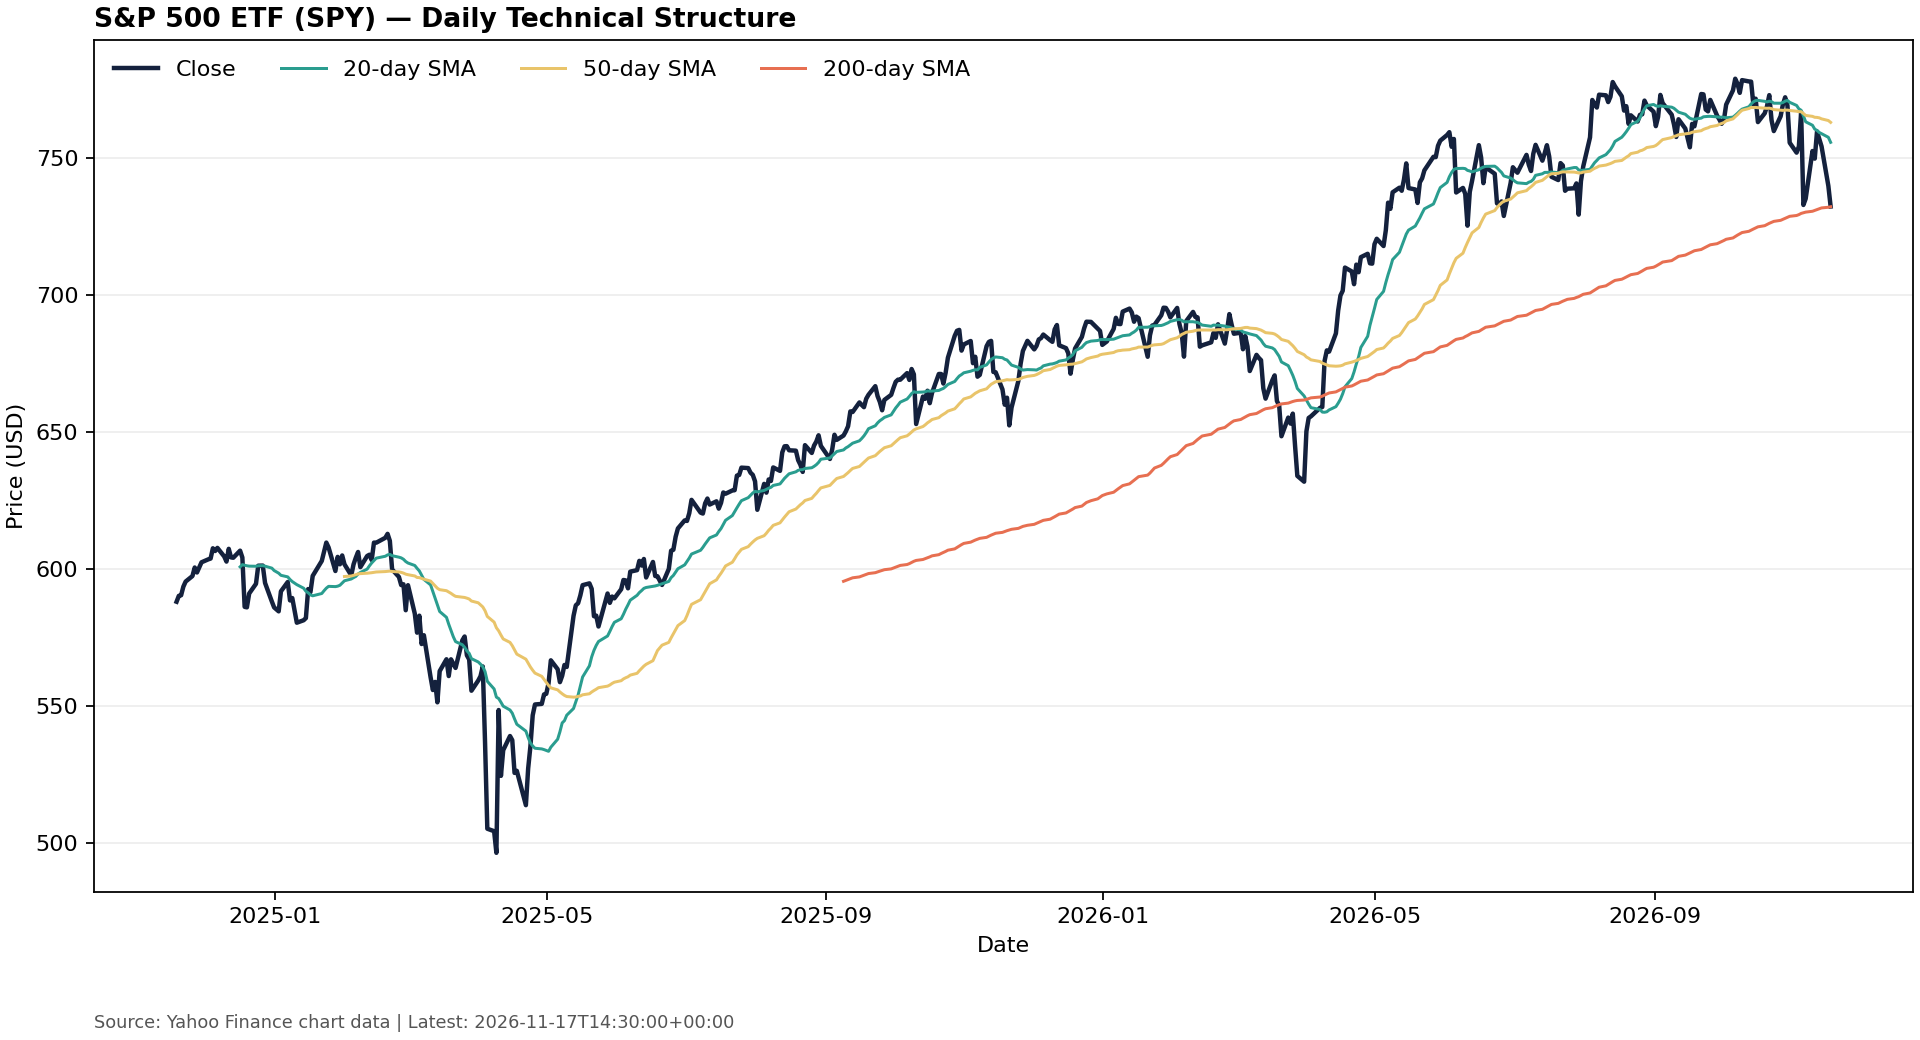 S&P 500 ETF (SPY) — Daily Technical Structure
Close
20-day SMA
50-day SMA
200-day SMA
Price (USD)
750
700
650
600
550
500
2025-01
2025-05
2025-09
2026-01
2026-05
2026-09
Date
Source: Yahoo Finance chart data | Latest: 2026-11-17T14:30:00+00:00